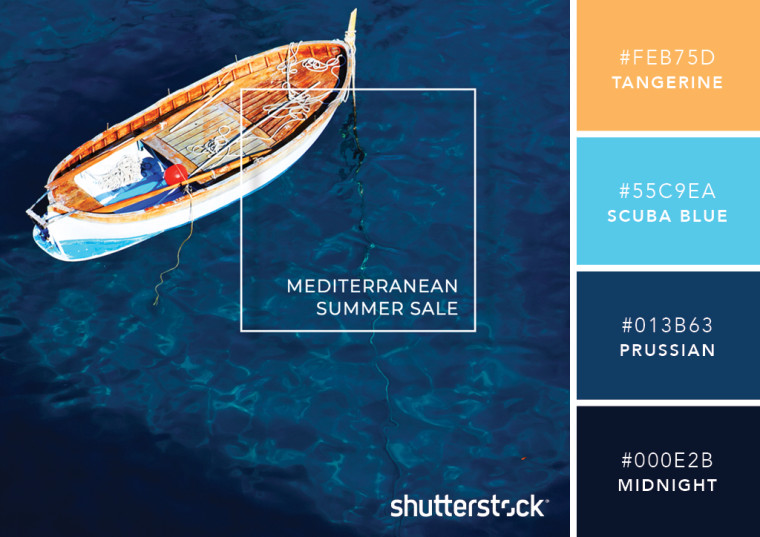 MEDITERRANEAN
SUMMER SALE
shutterstock
#FEB75D
TANGERINE
#55C9EA
SCUBA BLUE
#013B63
PRUSSIAN
#000E2B
MIDNIGHT